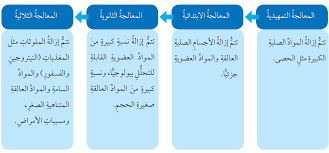 المعالجة التمهيدية
تتمُّ إزالةُ الموادّ الصلبة
الكبيرة مثل الحصى.
المعالجة الابتدائية
تتمُّ إزالةُ الأجسام الصلبة
العالقة والموادّ العضوية
جزئيًّا.
المعالجة الثانوية
تتمُّ إزالةُ نسبةٍ كبيرةٍ منَ
الموادِّ العضوية القابلة
للتحلُّلِ بيولوجيًّا، ونسبةٍ
كبيرةٍ منَ الموادّ العالقةِ
صغيرةِ الحجمِ.
المعالجة الثلاثية
تتمُّ إزالةُ الملوثاتِ مثل
المغذياتِ (النيتروجينِ
والفسفورِ) والموادّ
السامةِ والموادّ العالقةِ
المتناهيةِ الصغرِ،
ومسبباتِ الأمراضِ.